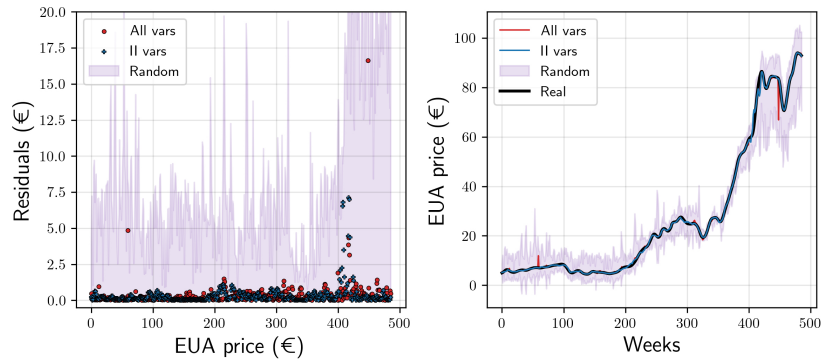 20.0
17.5
15.0
12.5
10.0
7.5
5.0
2.5
0.0
Residuals (€)
All vars
II vars
Random
0 100 200 300 400 500
EUA price (€)
100
80
60
40
20
0
EUA price (€)
All vars
II vars
Random
Real
0 100 200 300 400 500
Weeks